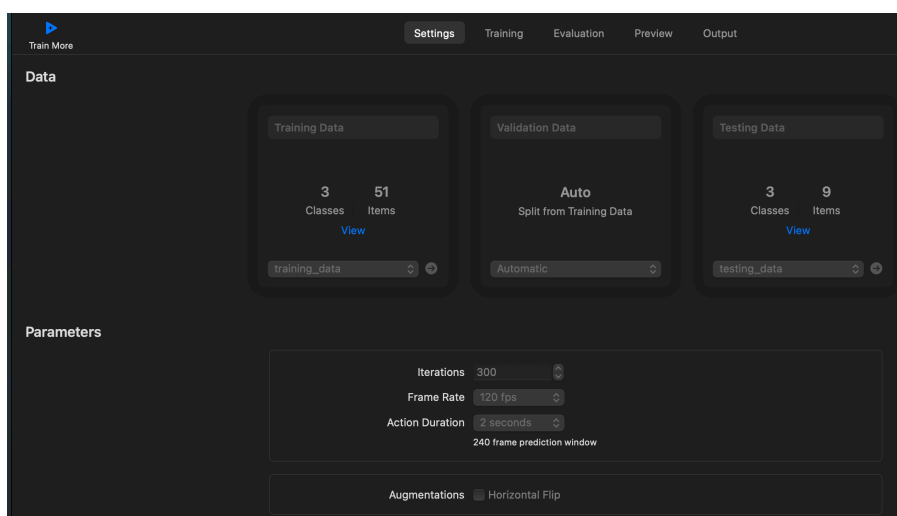 Train More
Settings Training Evaluation Preview Output
Data
Training Data
3 51
Classes Items
View
training_data
Validation Data
Auto
Split from Training Data
Automatic
Testing Data
3 9
Classes Items
View
testing_data
Parameters
Iterations 300
Frame Rate 120 fps
Action Duration 2 seconds
240 frame prediction window
Augmentations Horizontal Flip